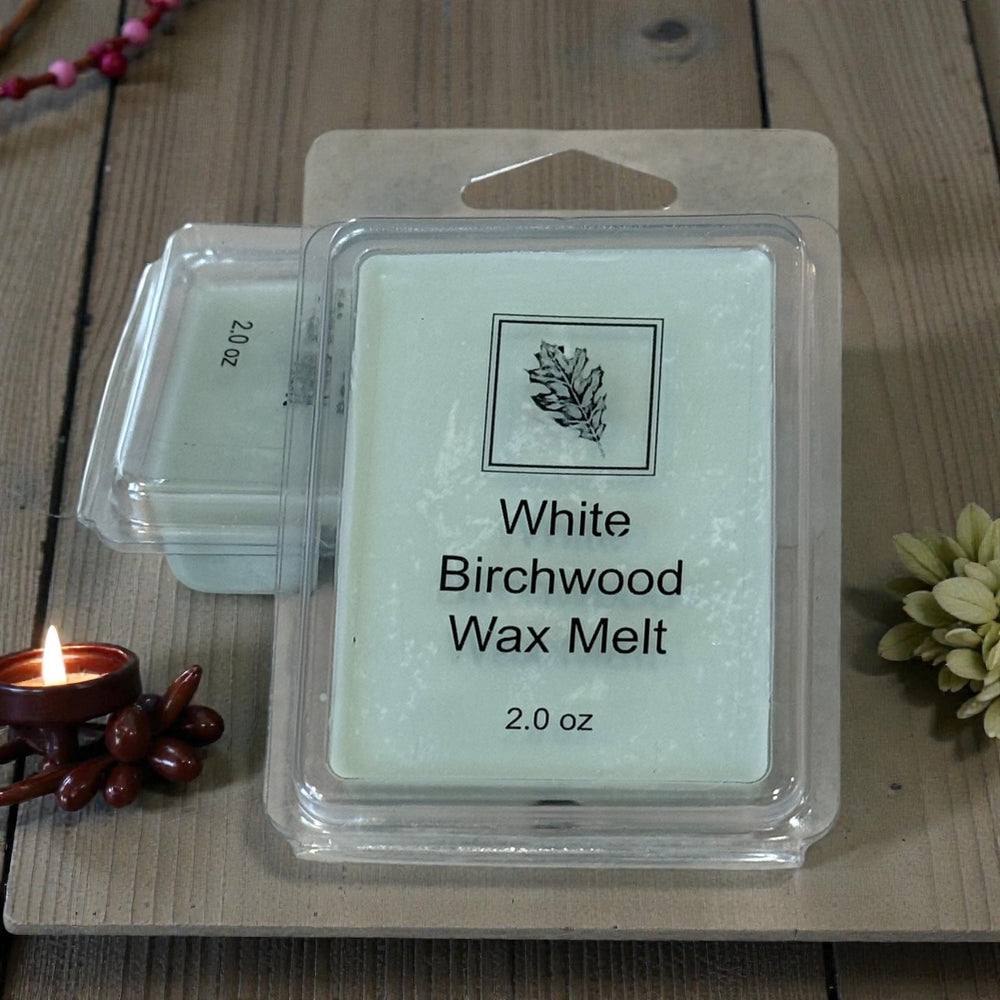 White
Birchwood
Wax Melt
2.0 oz
2.0 oz